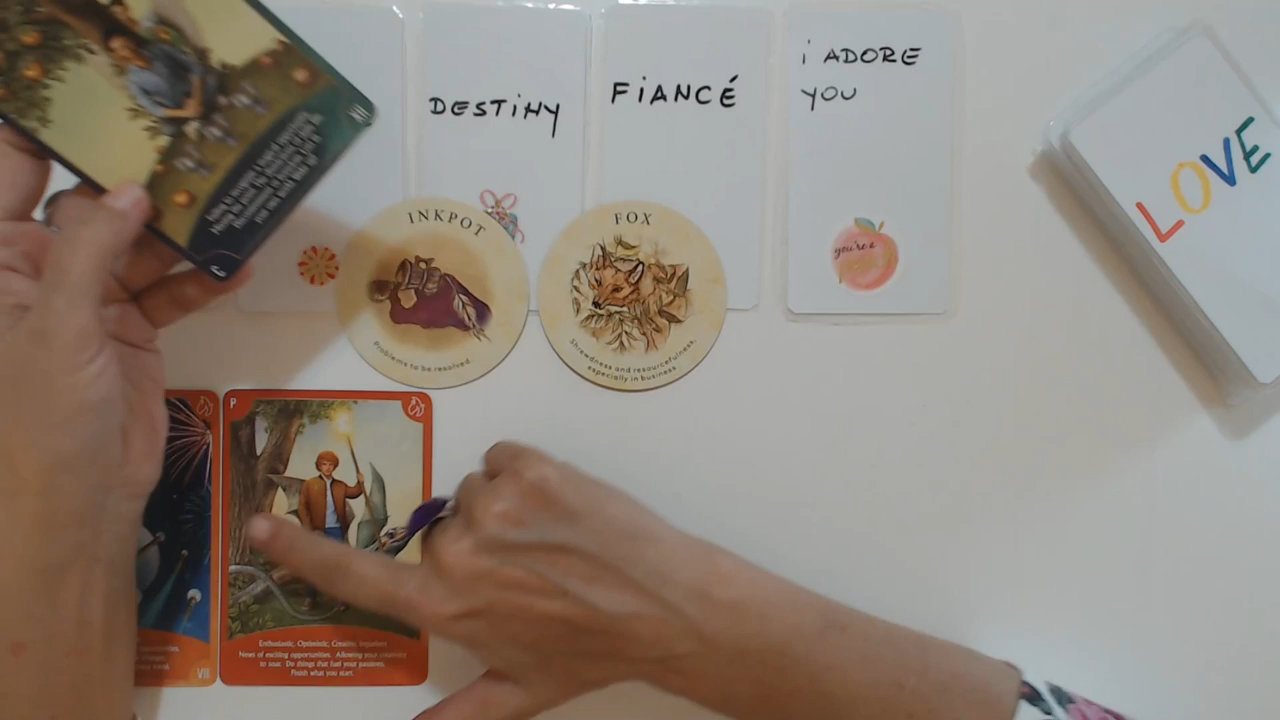 DESTINY
FIANCÉ
i ADORE
YOU
you're a
LOVE
INKPOT
Problems to be resolved.
FOX
Shrewdness and resourcefulness,
especially in business
P
Enthusiastic, Optimistic, Creative, Impatient
News of exciting opportunities. Allowing your creativity
to soar. Do things that fuel your passions.
Finish what you start.
VIII